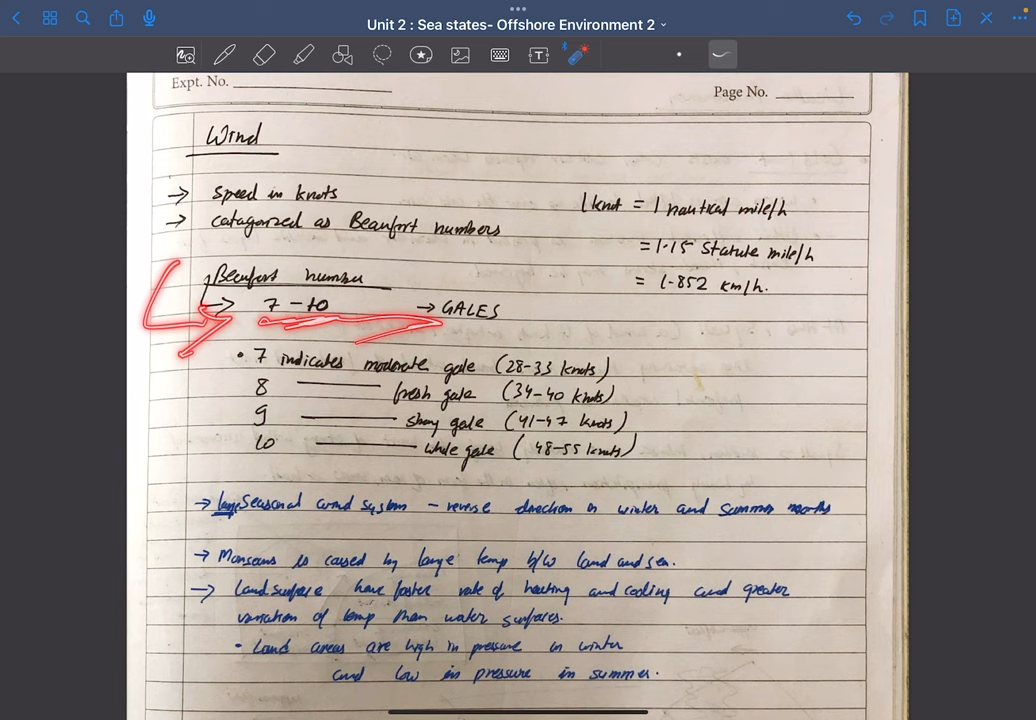 Unit 2 : Sea states- Offshore Environment 2
Expt. No.
Page No.
Wind
→ Speed in knots
→ catagorized as Beaufort numbers
1 knot = 1 nautical mile/h
= 1.15 Statute mile/h
= 1.852 km/h.
Beaufort number
→ 7 - 10 → GALES
• 7 indicates moderate gale (28-33 knots)
8 fresh gale (34-40 knots)
9 strong gale (41-47 knots)
10 whole gale (48-55 knots)
→ large Seasonal wind system - reverse direction in winter and summer months
→ Monsoons is caused by large temp b/w land and sea.
→ Land surface have faster rate of heating and cooling and greater
variation of temp than water surfaces.
• Land areas are high in pressure in winter
and low in pressure in summer.